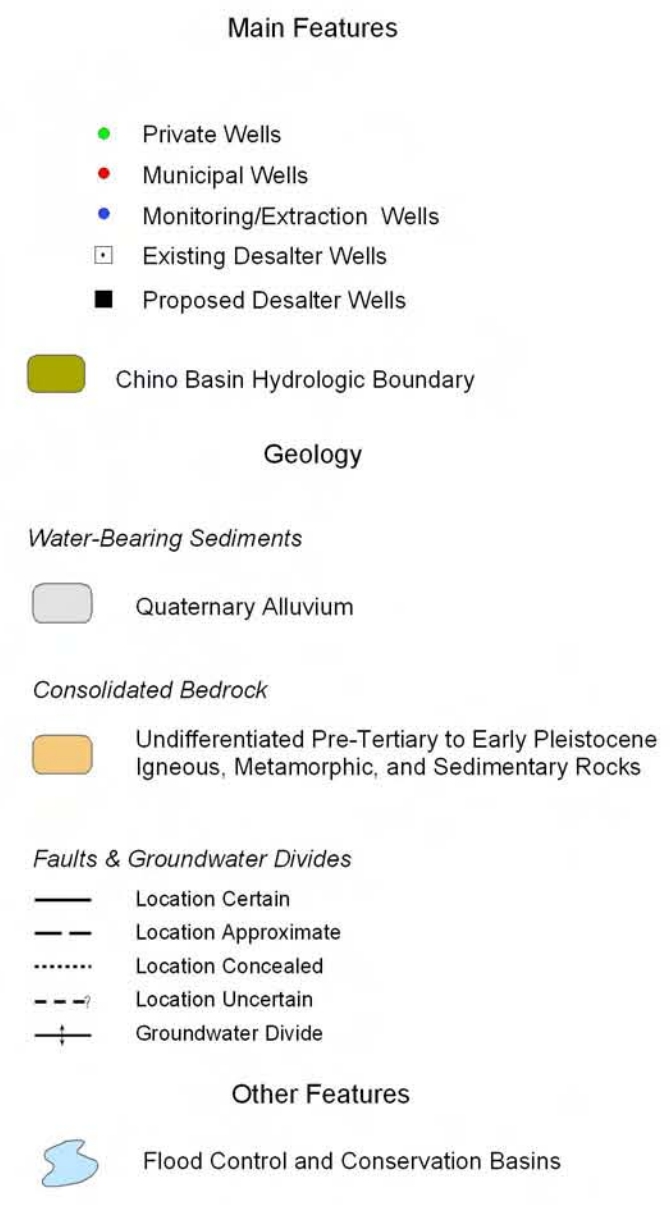 Main Features
Private Wells
Municipal Wells
Monitoring/Extraction Wells
Existing Desalter Wells
Proposed Desalter Wells
Chino Basin Hydrologic Boundary
Geology
Water-Bearing Sediments
Quaternary Alluvium
Consolidated Bedrock
Undifferentiated Pre-Tertiary to Early Pleistocene
Igneous, Metamorphic, and Sedimentary Rocks
Faults & Groundwater Divides
Location Certain
Location Approximate
Location Concealed
?
Location Uncertain
Groundwater Divide
Other Features
Flood Control and Conservation Basins